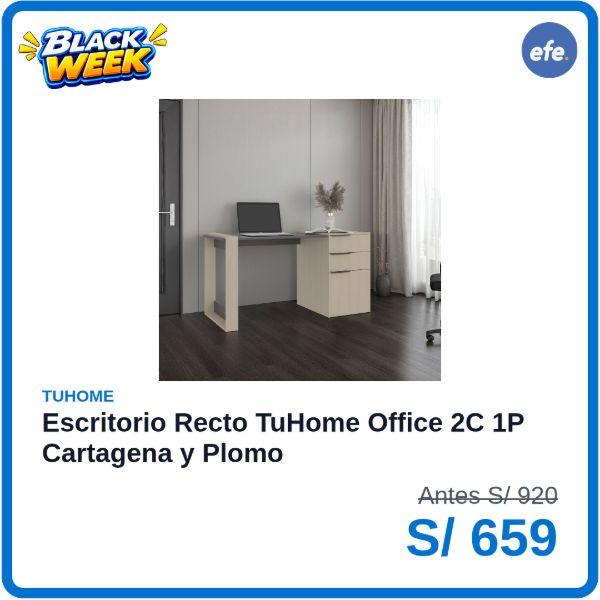 BLACK
WEEK
efe.
TUHOME
Escritorio Recto TuHome Office 2C 1P
Cartagena y Plomo
Antes S/ 920
S/ 659